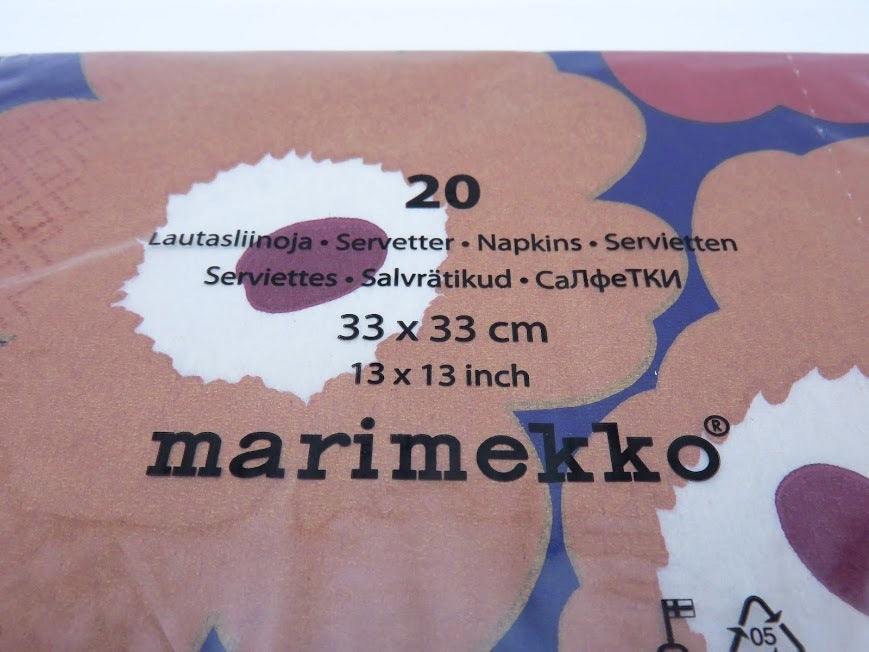 20
Lautasliinoja • Servetter • Napkins • Servietten
Serviettes • Salvrätikud • СаЛфеТКИ
33 x 33 cm
13 x 13 inch
marimekko®
05